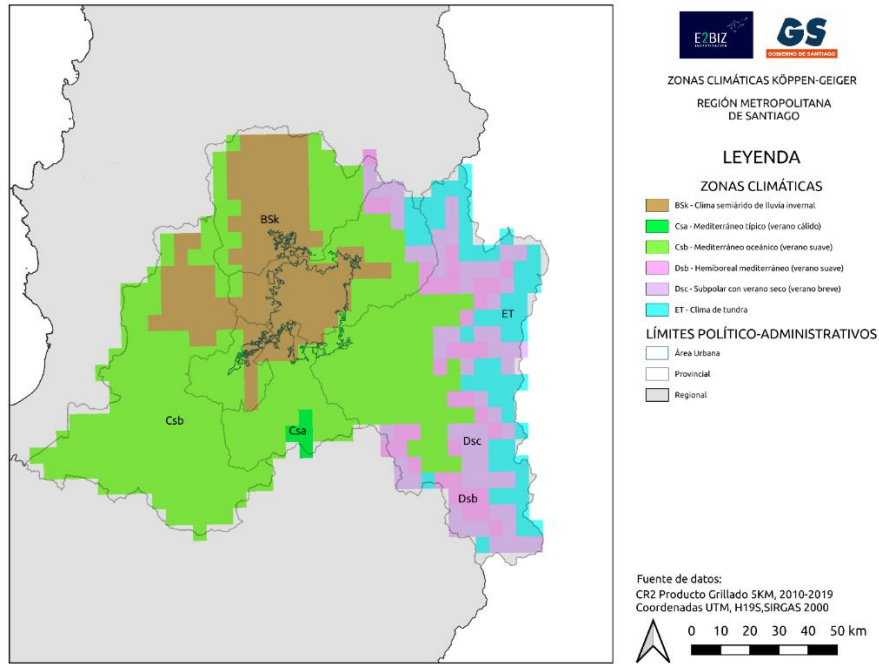 E2BIZ
INVESTIGACIÓN
GS
GOBIERNO DE SANTIAGO
ZONAS CLIMÁTICAS KÖPPEN-GEIGER
REGIÓN METROPOLITANA
DE SANTIAGO
LEYENDA
ZONAS CLIMÁTICAS
BSk - Clima semiárido de lluvia invernal
Csa - Mediterráneo típico (verano cálido)
Csb - Mediterráneo oceánico (verano suave)
Dsb - Hemiboreal mediterráneo (verano suave)
Dsc - Subpolar con verano seco (verano breve)
ET - Clima de tundra
LÍMITES POLÍTICO-ADMINISTRATIVOS
Área Urbana
Provincial
Regional
BSk
ET
Csb
Csa
Dsc
Dsb
Fuente de datos:
CR2 Producto Grillado 5KM, 2010-2019
Coordenadas UTM, H19S,SIRGAS 2000
0 10 20 30 40 50 km